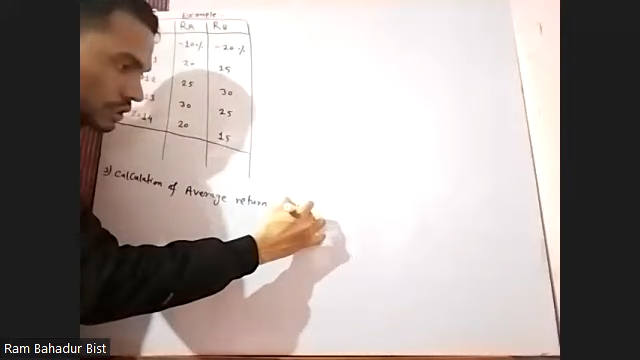 Example
RA RB
-10% -20%
20 15
25 30
30 25
20 15
a) Calculation of Average return
Ram Bahadur Bist